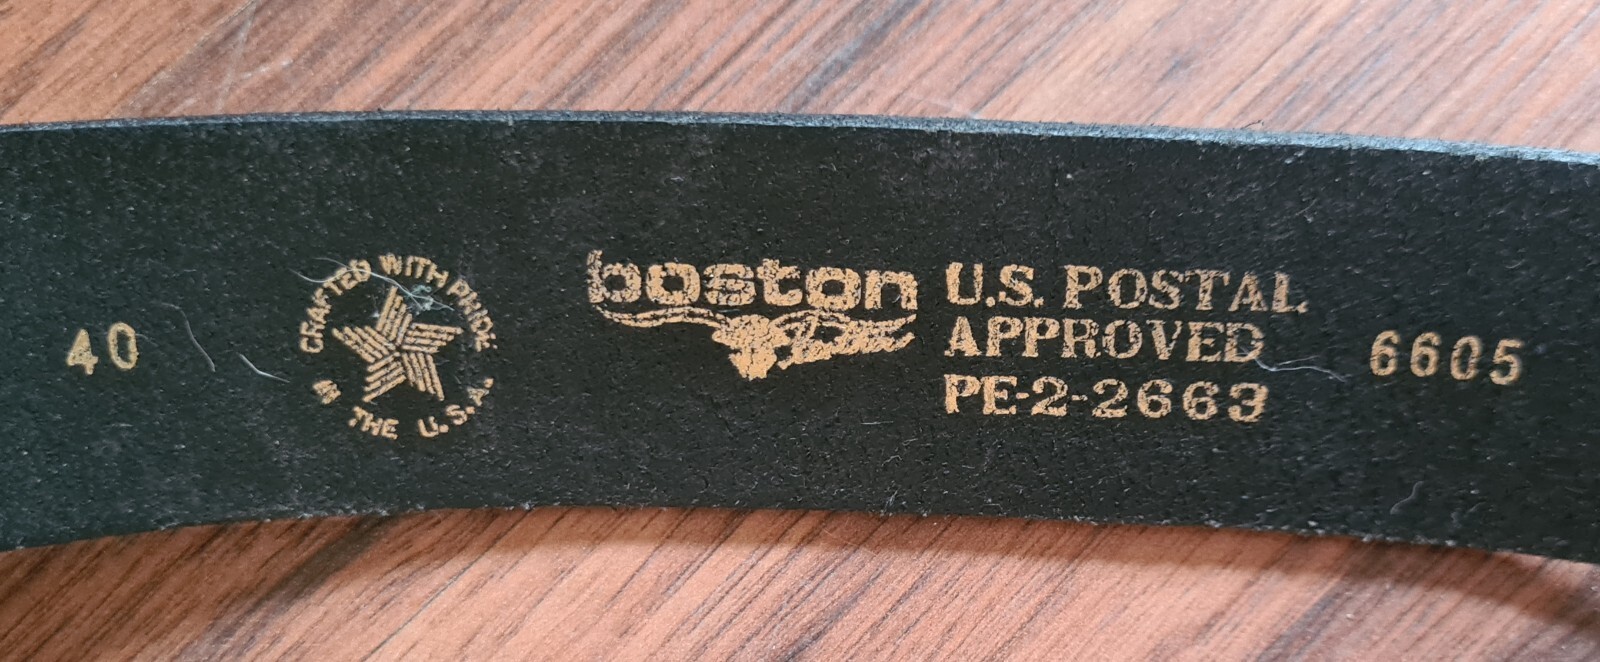 40
CRAFTED WITH PRIDE
IN THE U.S.A.
boston
U.S. POSTAL
APPROVED
PE-2-2663
6605